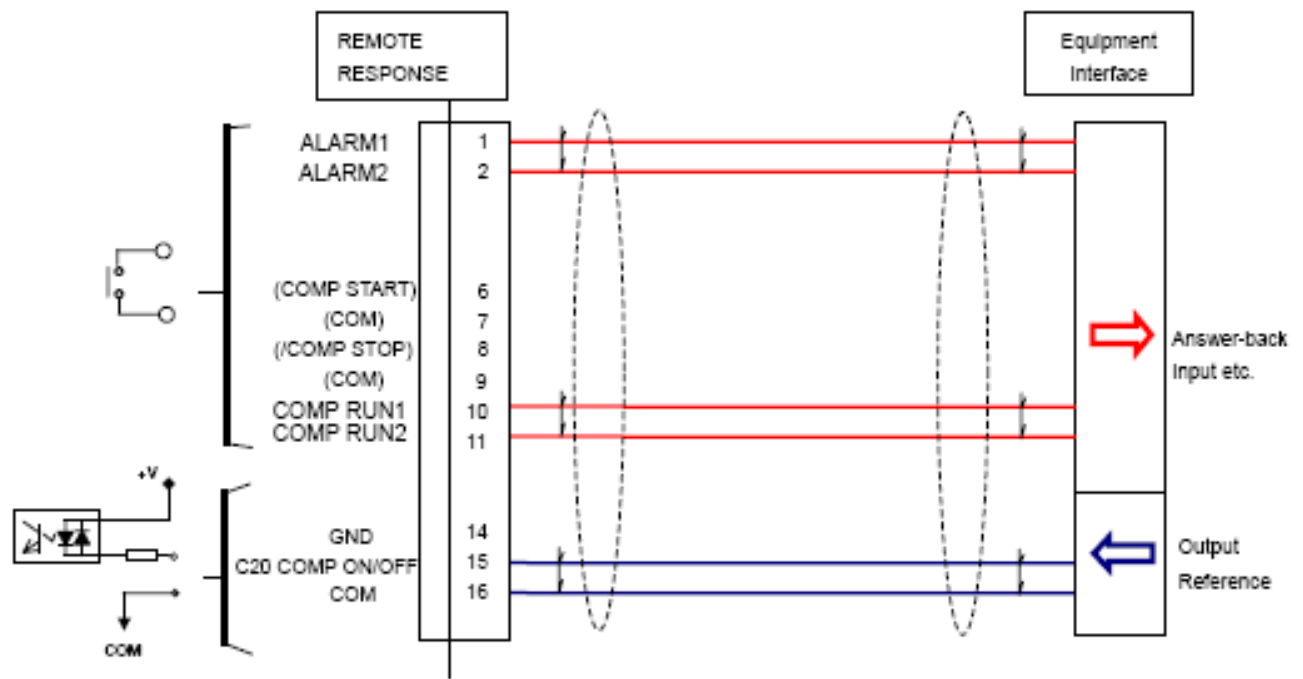 REMOTE
RESPONSE
Equipment
Interface
ALARM1 1
ALARM2 2
(COMP START) 6
(COM) 7
(/COMP STOP) 8
(COM) 9
COMP RUN1 10
COMP RUN2 11
Answer-back
Input etc.
+V
GND 14
C20 COMP ON/OFF 15
COM 16
COM
Output
Reference